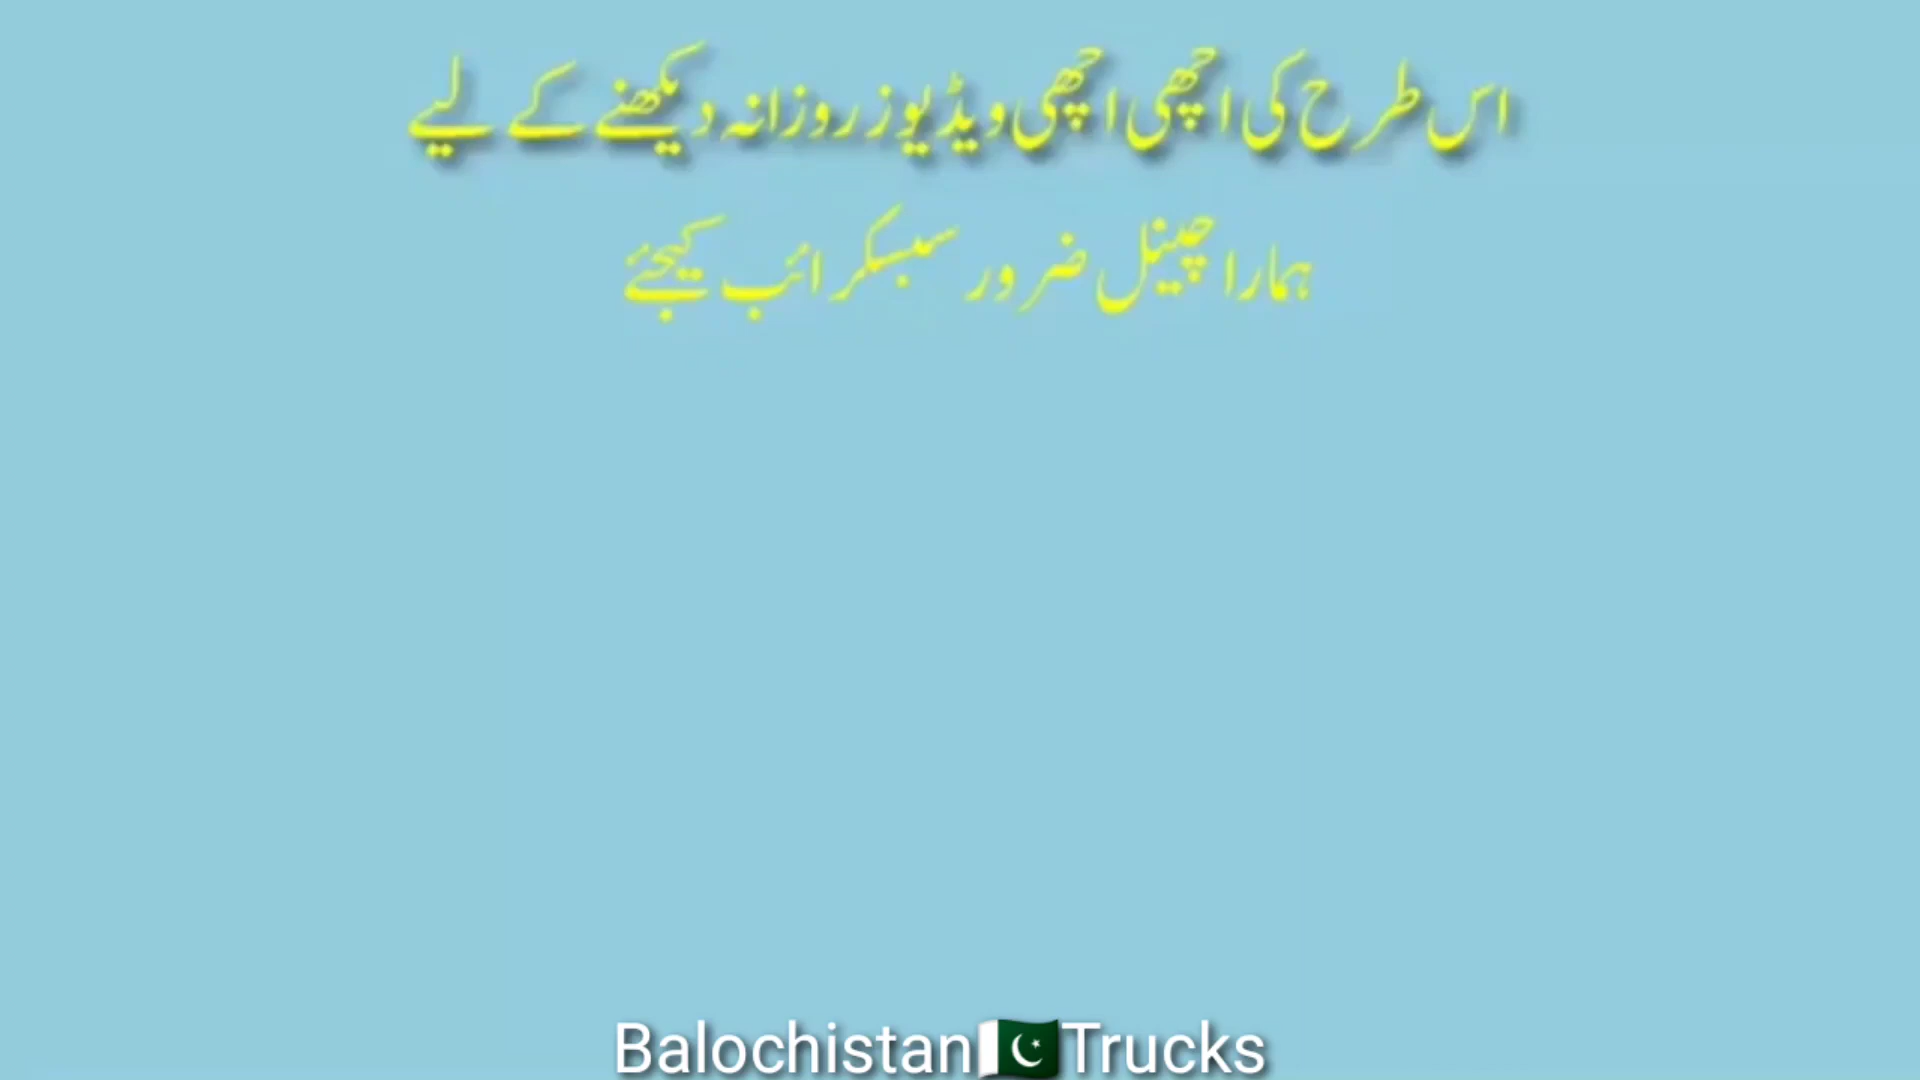 اس طرح کی اچھی اچھی ویڈیوز روزانہ دیکھنے کے لیے
ہمارا چینل ضرور سبسکرائب کیجئے
Balochistan🇵🇰Trucks